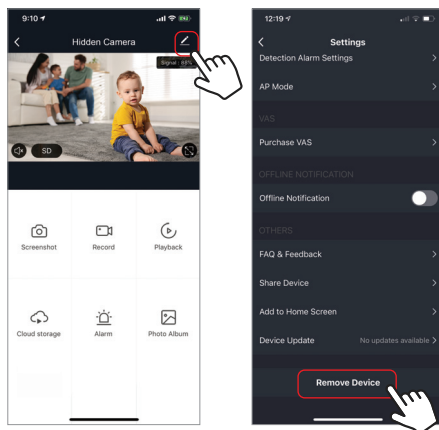 9:10
Hidden Camera
Signal : 68%
SD
Screenshot
Record
Playback
Cloud storage
Alarm
Photo Album
12:19
Settings
Detection Alarm Settings
AP Mode
VAS
Purchase VAS
OFFLINE NOTIFICATION
Offline Notification
OTHERS
FAQ & Feedback
Share Device
Add to Home Screen
Device Update No updates available
Remove Device